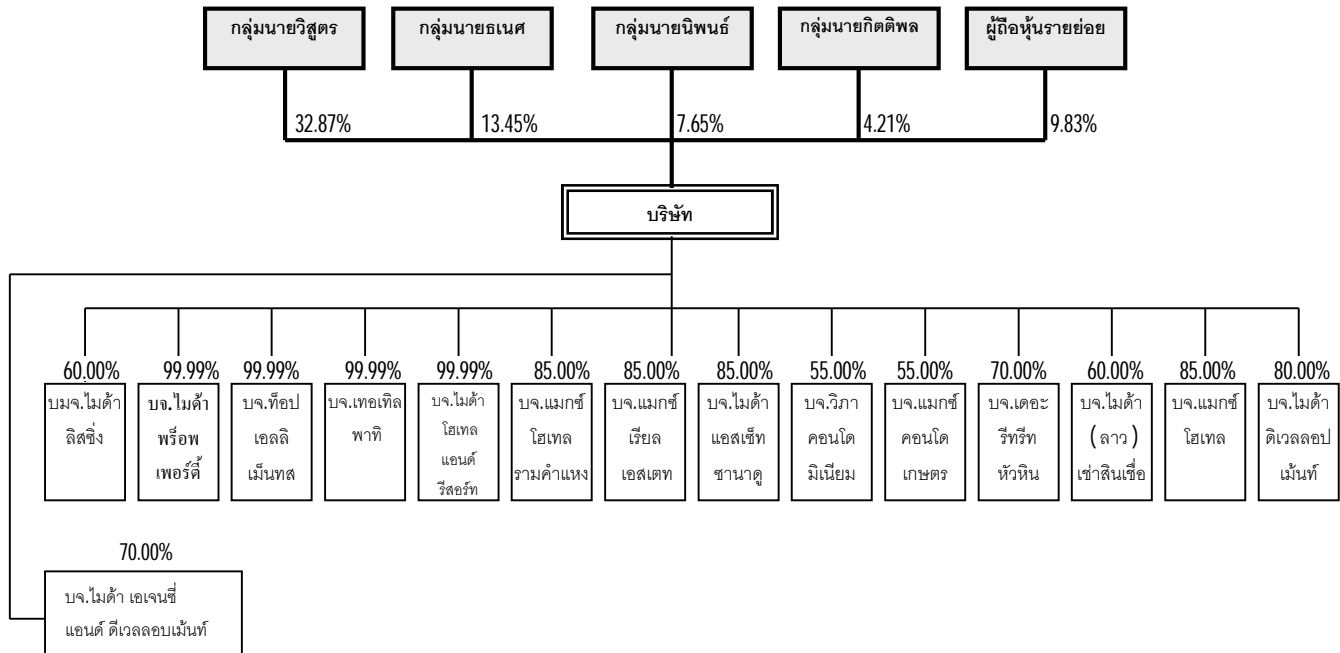 กลุ่มนายวิสูตร
กลุ่มนายธเนศ
กลุ่มนายนิพนธ์
กลุ่มนายกิตติพล
ผู้ถือหุ้นรายย่อย
32.87%
13.45%
7.65%
4.21%
9.83%
บริษัท
60.00%
99.99%
99.99%
99.99%
99.99%
85.00%
85.00%
85.00%
55.00%
55.00%
70.00%
60.00%
85.00%
80.00%
บมจ.ไมด้า
ลิสซิ่ง
บจ.ไมด้า
พร็อพ
เพอร์ตี้
บจ.ท็อป
เอลลิ
เม็นทส
บจ.เทอเทิล
พาทิ
บจ.ไมด้า
โฮเทล
แอนด์
รีสอร์ท
บจ.แมกซ์
โฮเทล
รามคำแหง
บจ.แมกซ์
เรียล
เอสเตท
บจ.ไมด้า
แอสเซ็ท
ซานาดู
บจ.วิภา
คอนโด
มิเนียม
บจ.แมกซ์
คอนโด
เกษตร
บจ.เดอะ
รีทรีท
หัวหิน
บจ.ไมด้า
(ลาว)
เช่าสินเชื่อ
บจ.แมกซ์
โฮเทล
บจ.ไมด้า
ดิเวลลอป
เม้นท์
70.00%
บจ.ไมด้า เอเจนซี่
แอนด์ ดีเวลลอบเม้นท์